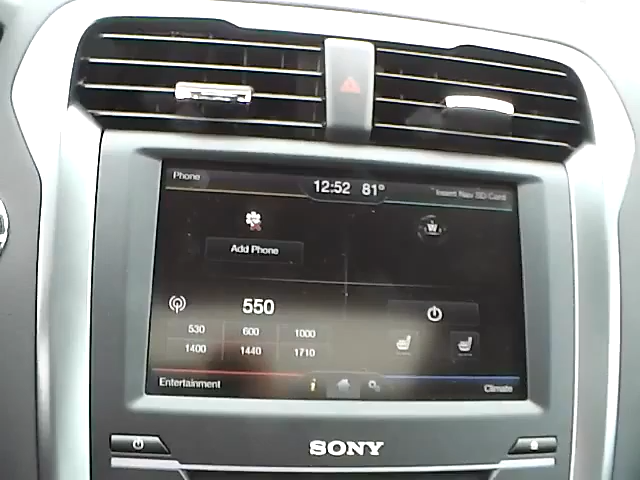 Phone
12:52 81°
Insert Nav SD Card
W
Add Phone
550
530 600 1000
1400 1440 1710
Entertainment
i
Climate
SONY